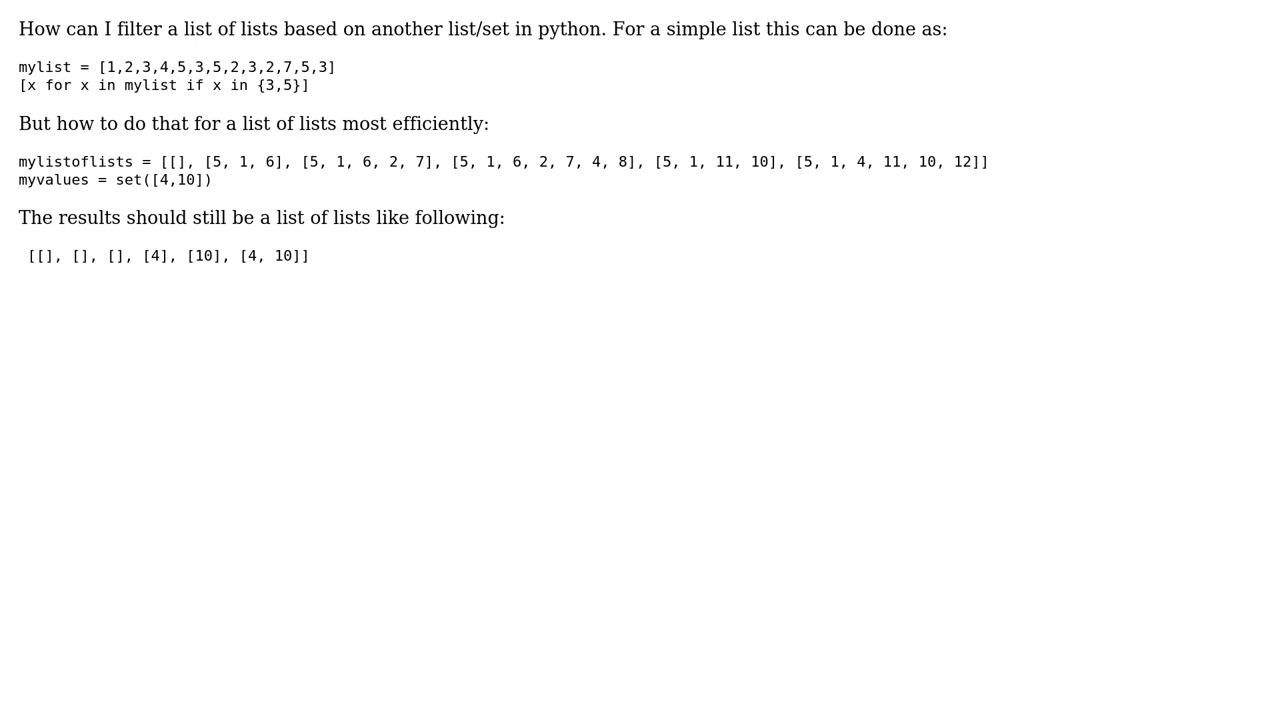 How can I filter a list of lists based on another list/set in python. For a simple list this can be done as:
mylist = [1,2,3,4,5,3,5,2,3,2,7,5,3]
[x for x in mylist if x in {3,5}]
But how to do that for a list of lists most efficiently:
mylistoflists = [[], [5, 1, 6], [5, 1, 6, 2, 7], [5, 1, 6, 2, 7, 4, 8], [5, 1, 11, 10], [5, 1, 4, 11, 10, 12]]
myvalues = set([4,10])
The results should still be a list of lists like following:
[[], [], [], [4], [10], [4, 10]]